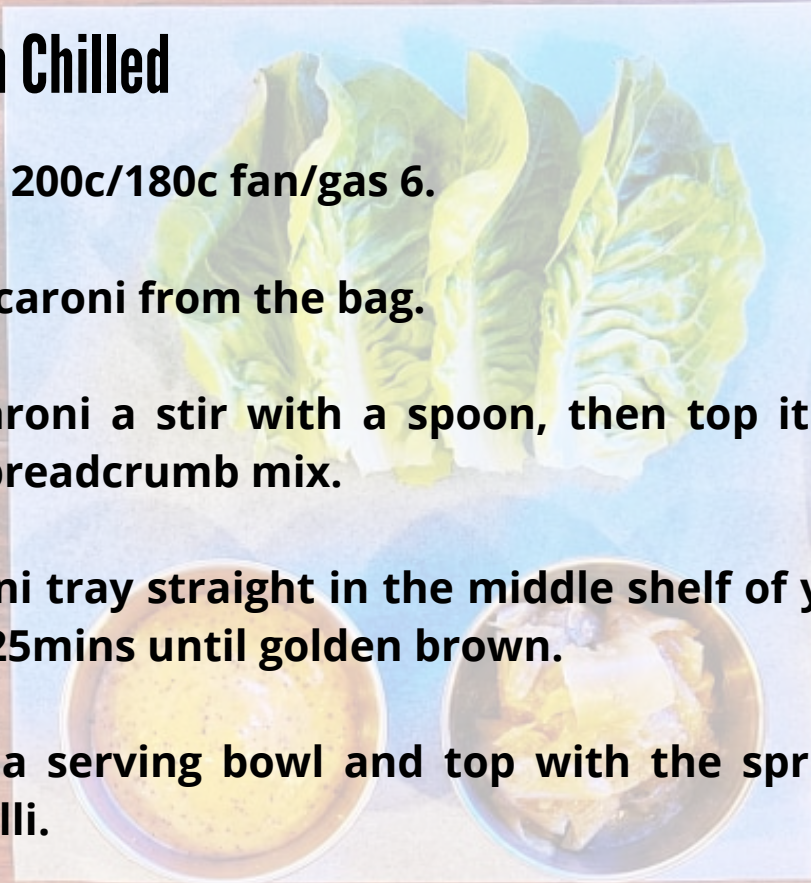 n Chilled
200c/180c fan/gas 6.
caroni from the bag.
aroni a stir with a spoon, then top it
breadcrumb mix.
ni tray straight in the middle shelf of y
25mins until golden brown.
a serving bowl and top with the spr
lli.